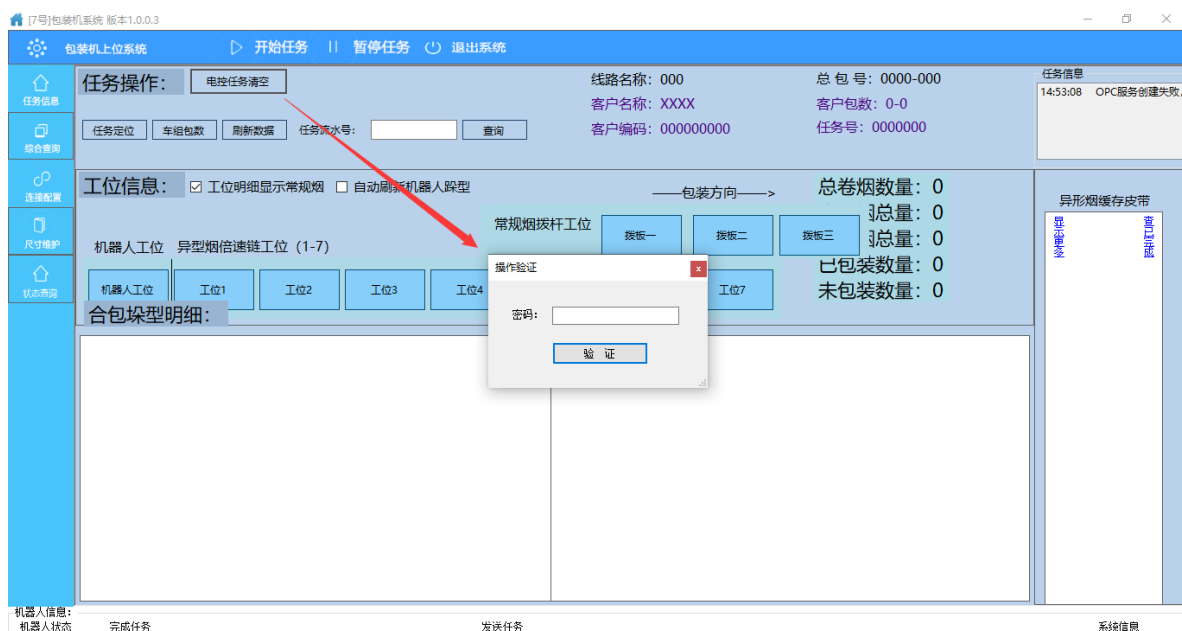 [7号]包装机系统 版本1.0.0.3
包装机上位系统 开始任务 暂停任务 退出系统
任务信息
综合查询
连接配置
尺寸维护
状态查询
任务操作: 电控任务清空
任务定位 车组包数 刷新数据 任务流水号: 查询
线路名称: 000
客户名称: XXXX
客户编码: 000000000
总 包 号: 0000-000
客户包数: 0-0
任务号: 0000000
任务信息
14:53:08 OPC服务创建失败,
工位信息: 工位明细显示常规烟 自动刷新机器人跺型
——包装方向——>
常规烟拨杆工位 拨板一 拨板二 拨板三
机器人工位 异型烟倍速链工位 (1-7)
机器人工位 工位1 工位2 工位3 工位4 工位7
总卷烟数量: 0
烟总量: 0
烟总量: 0
已包装数量: 0
未包装数量: 0
异形烟缓存皮带
显示更多
查已完成
操作验证
x
密码:
验 证
合包垛型明细:
机器人信息:
机器人状态 完成任务 发送任务 系统信息